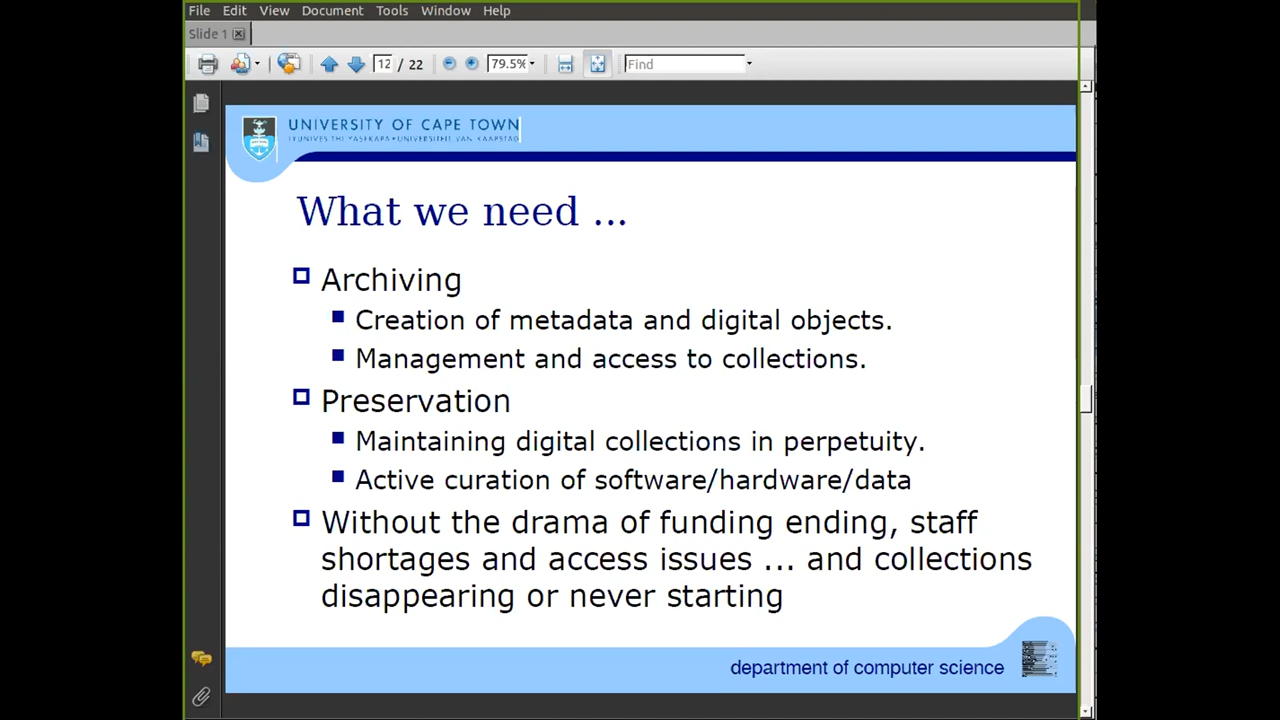 File Edit View Document Tools Window Help
Slide 1
12 / 22 79.5% Find
UNIVERSITY OF CAPE TOWN
What we need ...
Archiving
Creation of metadata and digital objects.
Management and access to collections.
Preservation
Maintaining digital collections in perpetuity.
Active curation of software/hardware/data
Without the drama of funding ending, staff
shortages and access issues ... and collections
disappearing or never starting
department of computer science